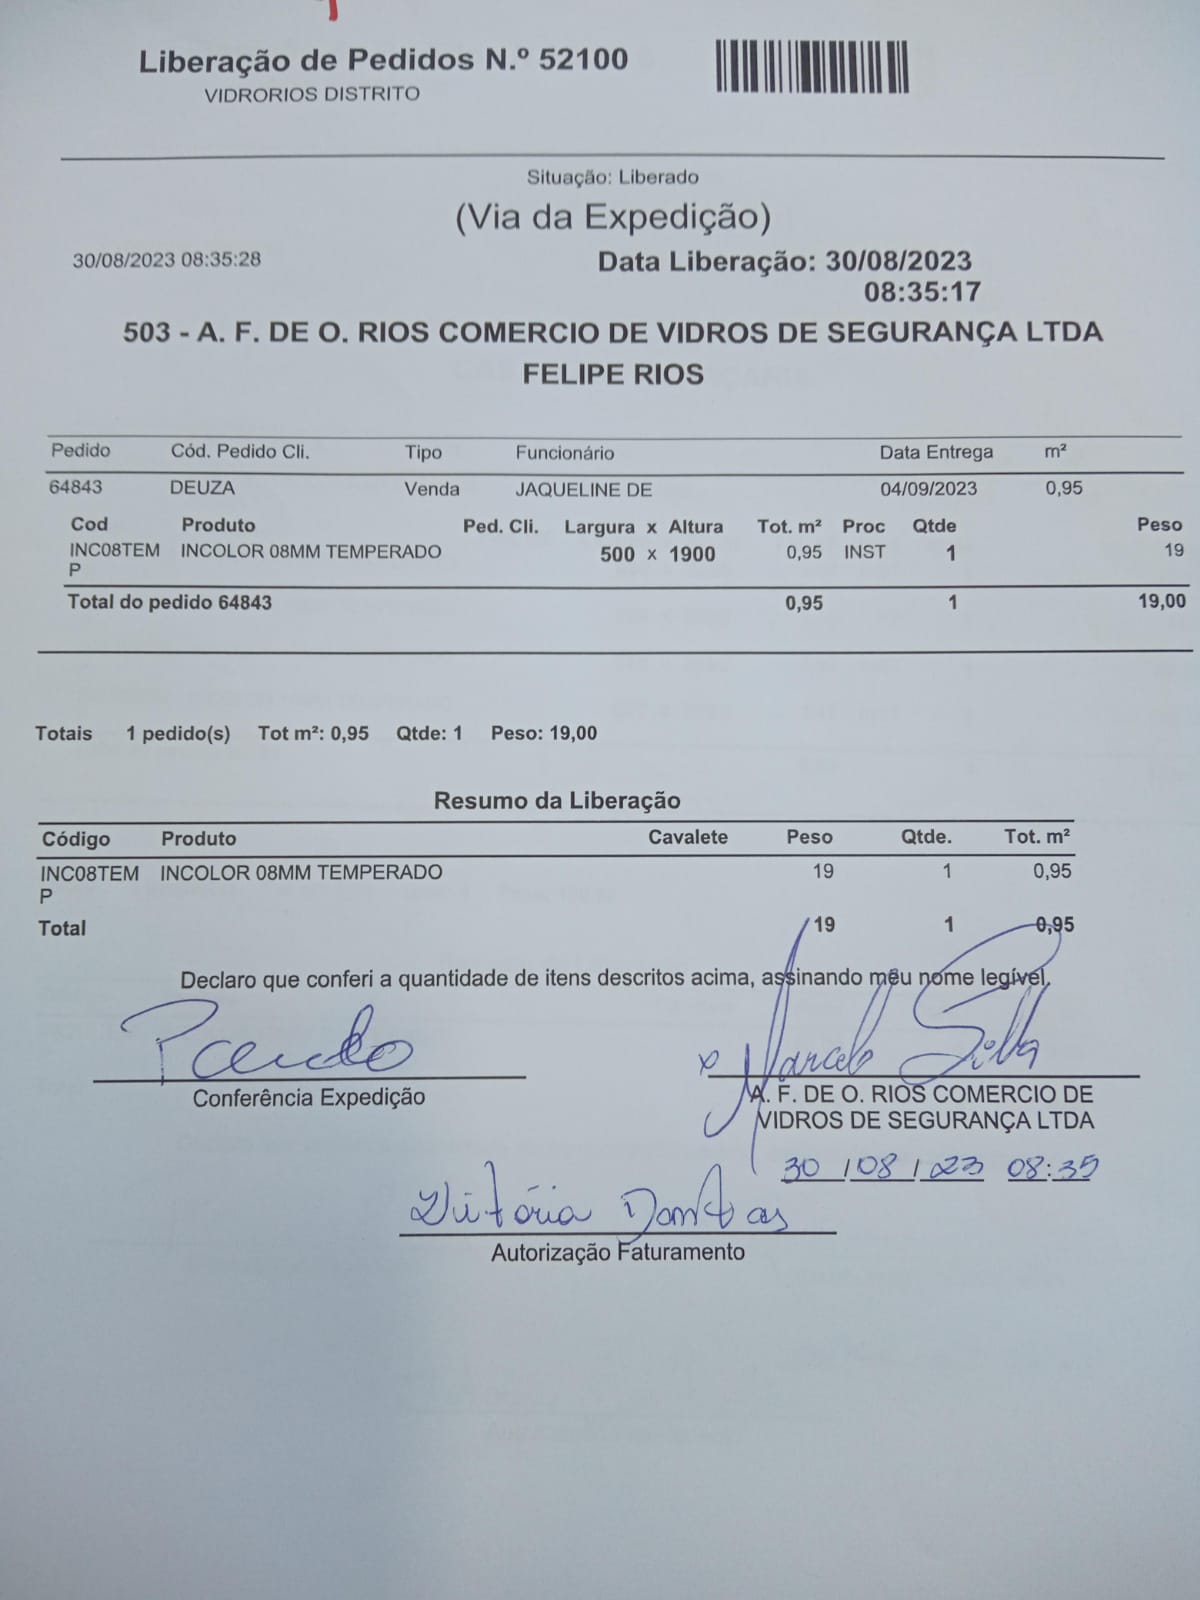 Liberação de Pedidos N.º 52100
VIDRORIOS DISTRITO
Situação: Liberado
(Via da Expedição)
30/08/2023 08:35:28
Data Liberação: 30/08/2023
08:35:17
503 - A. F. DE O. RIOS COMERCIO DE VIDROS DE SEGURANÇA LTDA
FELIPE RIOS
Pedido Cód. Pedido Cli. Tipo Funcionário Data Entrega m²
64843 DEUZA Venda JAQUELINE DE 04/09/2023 0,95
Cod Produto Ped. Cli. Largura x Altura Tot. m² Proc Qtde Peso
INC08TEM INCOLOR 08MM TEMPERADO 500 x 1900 0,95 INST 1 19
P
Total do pedido 64843 0,95 1 19,00
Totais 1 pedido(s) Tot m²: 0,95 Qtde: 1 Peso: 19,00
Resumo da Liberação
Código Produto Cavalete Peso Qtde. Tot. m²
INC08TEM INCOLOR 08MM TEMPERADO 19 1 0,95
P
Total 19 1 0,95
Declaro que conferi a quantidade de itens descritos acima, assinando meu nome legível.
x Marcelo Silva
Conferência Expedição
A. F. DE O. RIOS COMERCIO DE
VIDROS DE SEGURANÇA LTDA
30/08/23 08:35
Vitória Dantas
Autorização Faturamento